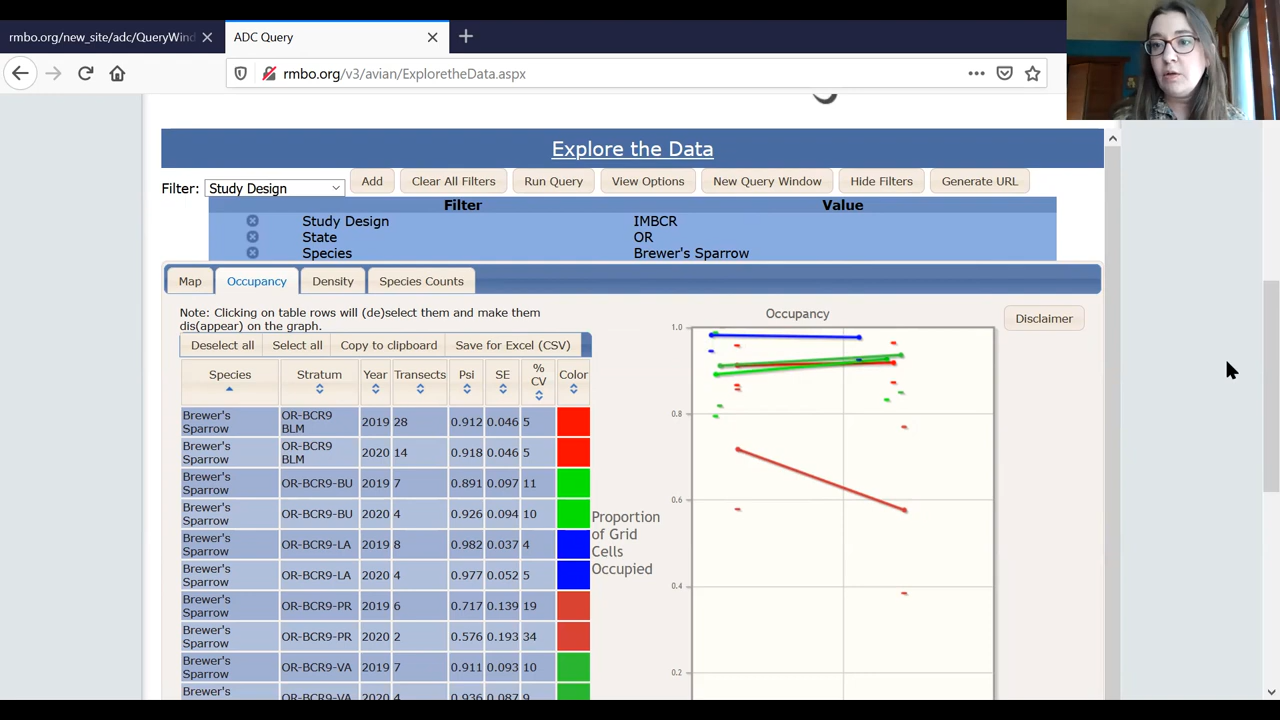 rmbo.org/new_site/adc/QueryWind
ADC Query
rmbo.org/v3/avian/ExploretheData.aspx
Explore the Data
Filter: Study Design Add Clear All Filters Run Query View Options New Query Window Hide Filters Generate URL
Filter Value
Study Design IMBCR
State OR
Species Brewer's Sparrow
Map Occupancy Density Species Counts
Note: Clicking on table rows will (de)select them and make them
dis(appear) on the graph.
Deselect all Select all Copy to clipboard Save for Excel (CSV)
Species Stratum Year Transects Psi SE % CV Color
Brewer's Sparrow OR-BCR9 BLM 2019 28 0.912 0.046 5
Brewer's Sparrow OR-BCR9 BLM 2020 14 0.918 0.046 5
Brewer's Sparrow OR-BCR9-BU 2019 7 0.891 0.097 11
Brewer's Sparrow OR-BCR9-BU 2020 4 0.926 0.094 10
Brewer's Sparrow OR-BCR9-LA 2019 8 0.982 0.037 4
Brewer's Sparrow OR-BCR9-LA 2020 4 0.977 0.052 5
Brewer's Sparrow OR-BCR9-PR 2019 6 0.717 0.139 19
Brewer's Sparrow OR-BCR9-PR 2020 2 0.576 0.193 34
Brewer's Sparrow OR-BCR9-VA 2019 7 0.911 0.093 10
Brewer's Sparrow OR-BCR9-VA 2020 4 0.936 0.087 9
Occupancy
Disclaimer
1.0
0.8
0.6
Proportion
of Grid
Cells
Occupied
0.4
0.2